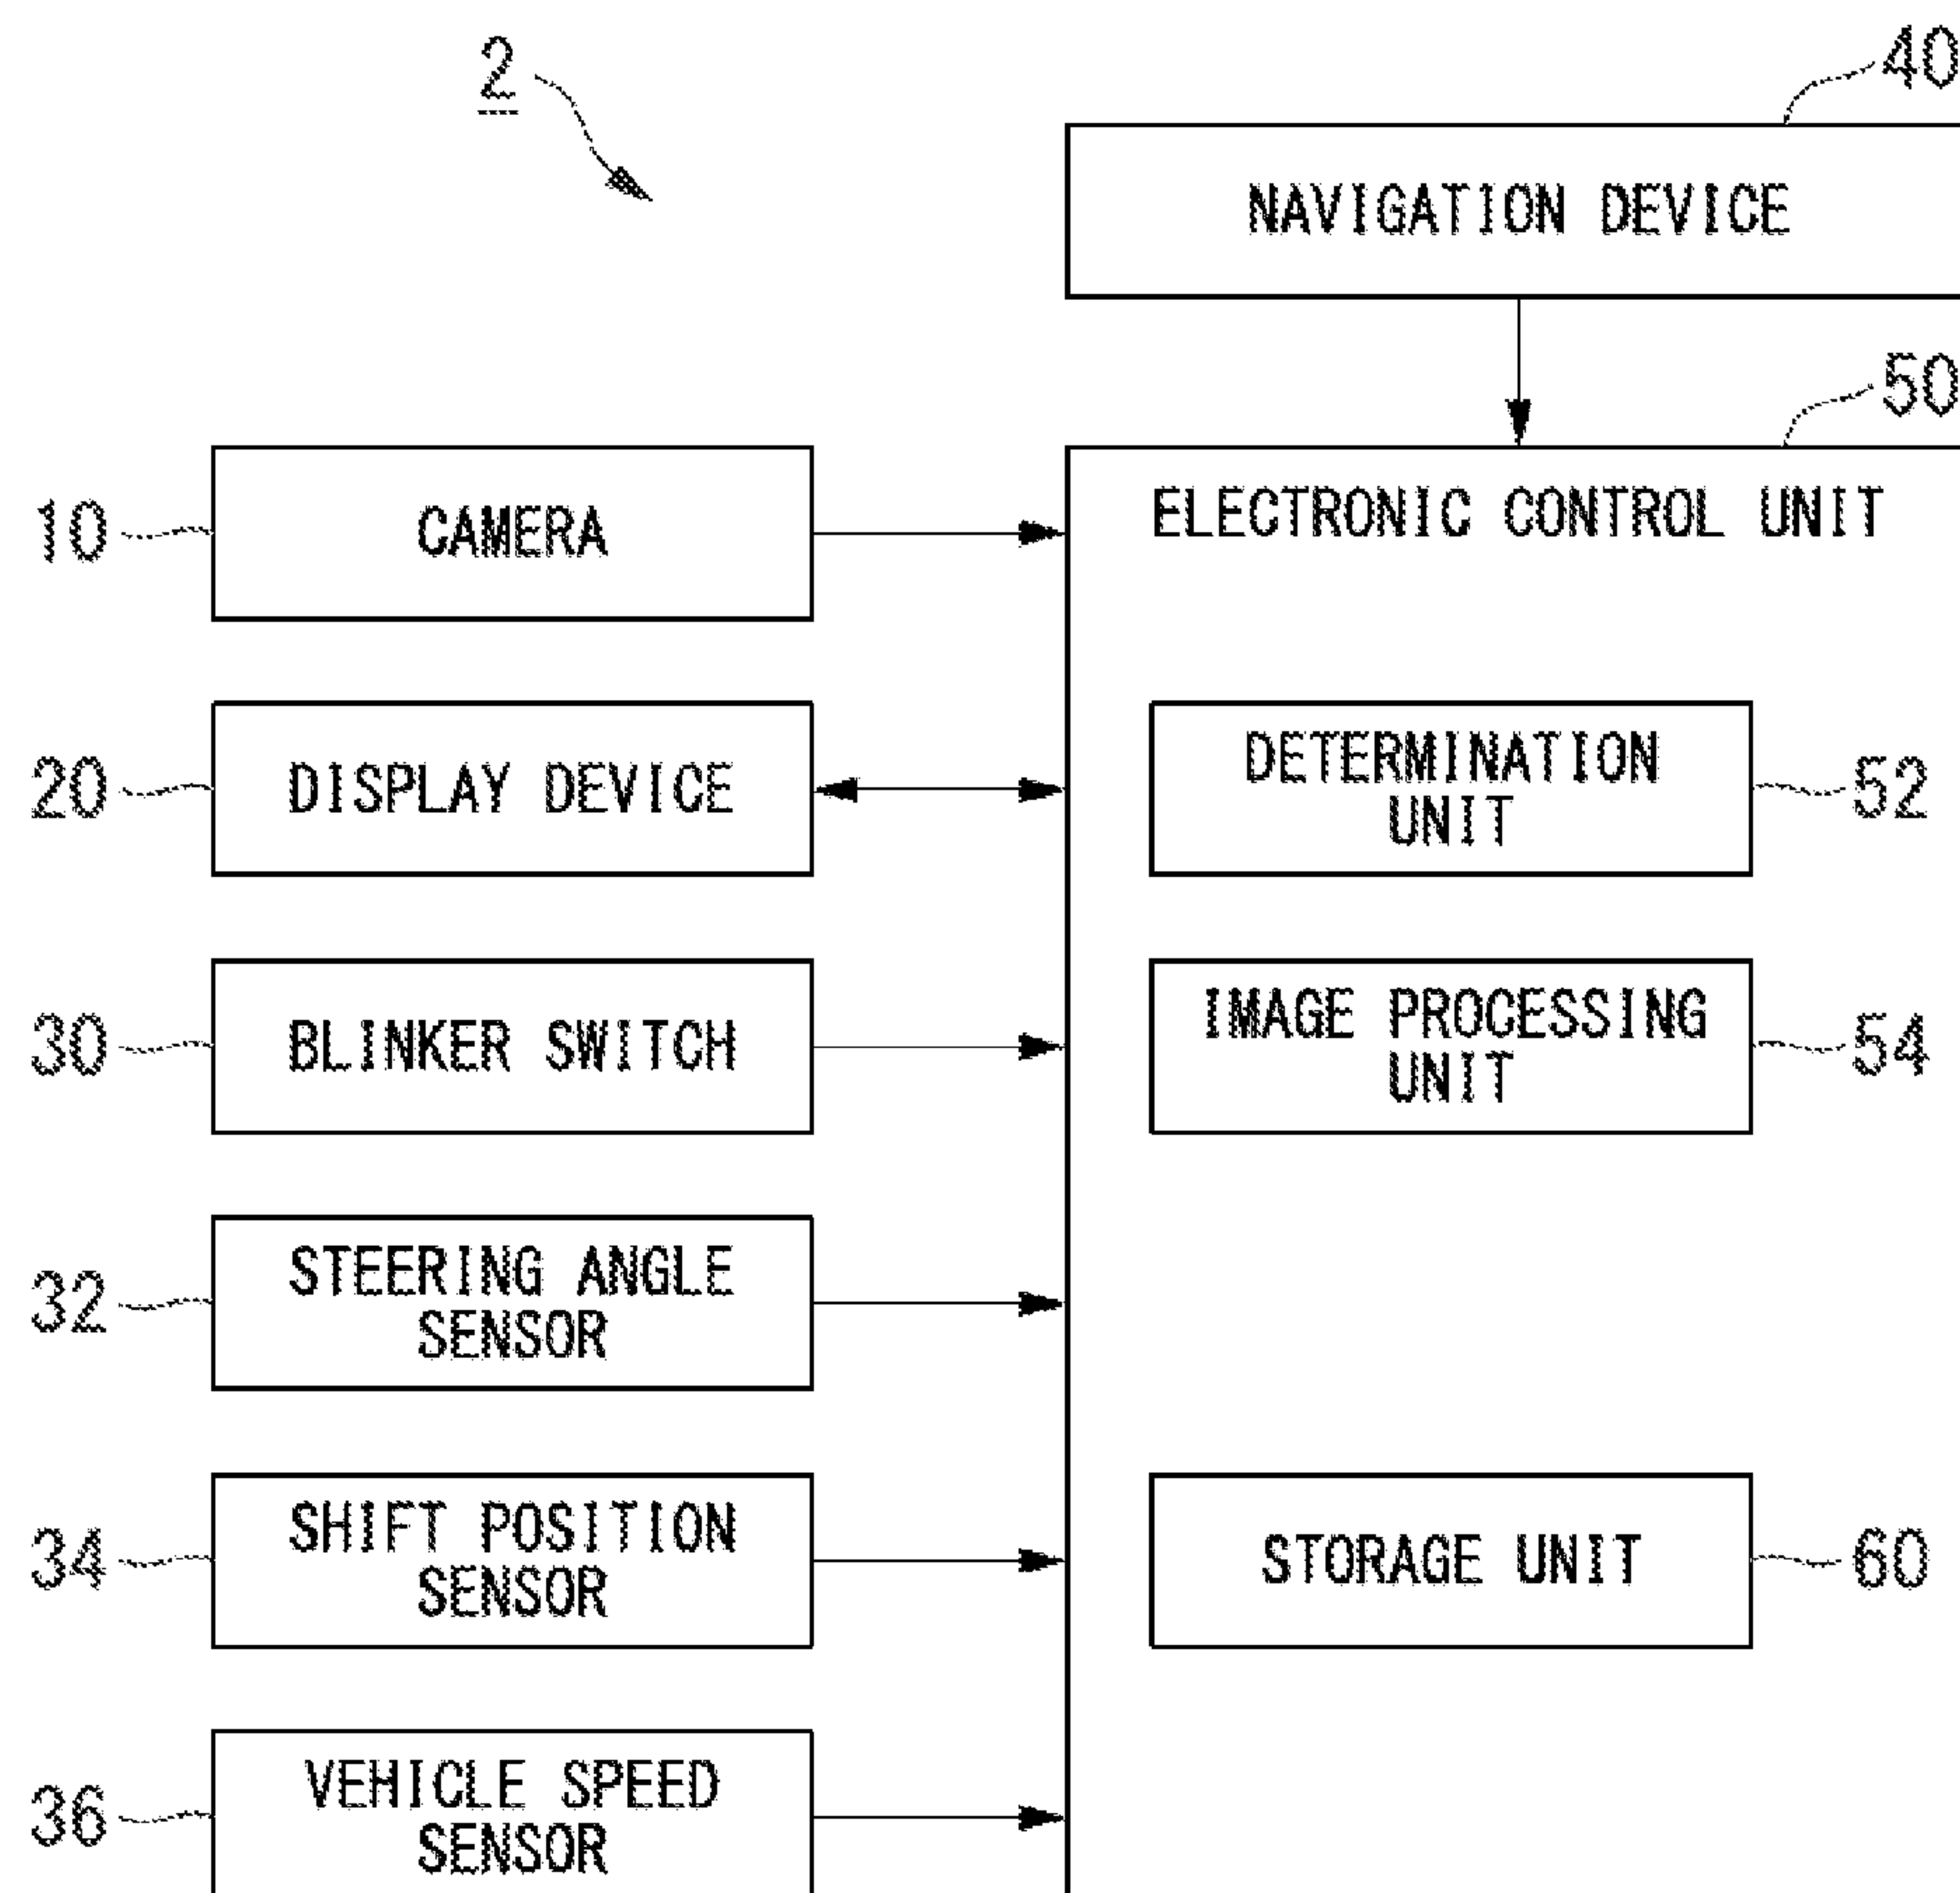 2
40
NAVIGATION DEVICE
50
10
CAMERA
ELECTRONIC CONTROL UNIT
20
DISPLAY DEVICE
DETERMINATION
UNIT
52
30
BLINKER SWITCH
IMAGE PROCESSING
UNIT
54
32
STEERING ANGLE
SENSOR
34
SHIFT POSITION
SENSOR
STORAGE UNIT
60
36
VEHICLE SPEED
SENSOR